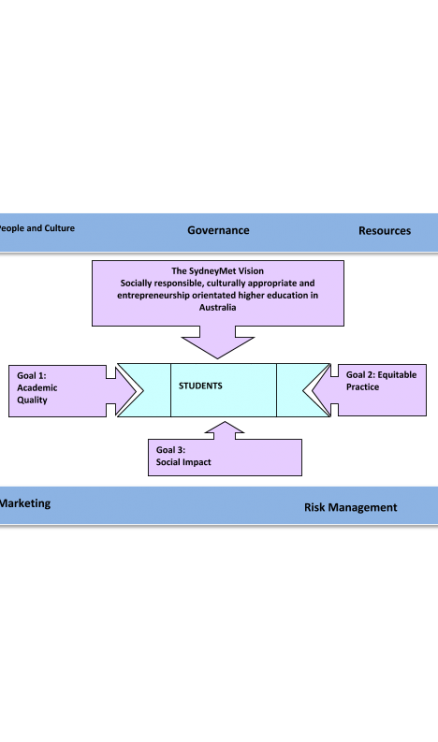 People and Culture
Governance
Resources
The SydneyMet Vision
Socially responsible, culturally appropriate and
entrepreneurship orientated higher education in
Australia
Goal 1:
Academic
Quality
STUDENTS
Goal 2: Equitable
Practice
Goal 3:
Social Impact
Marketing
Risk Management